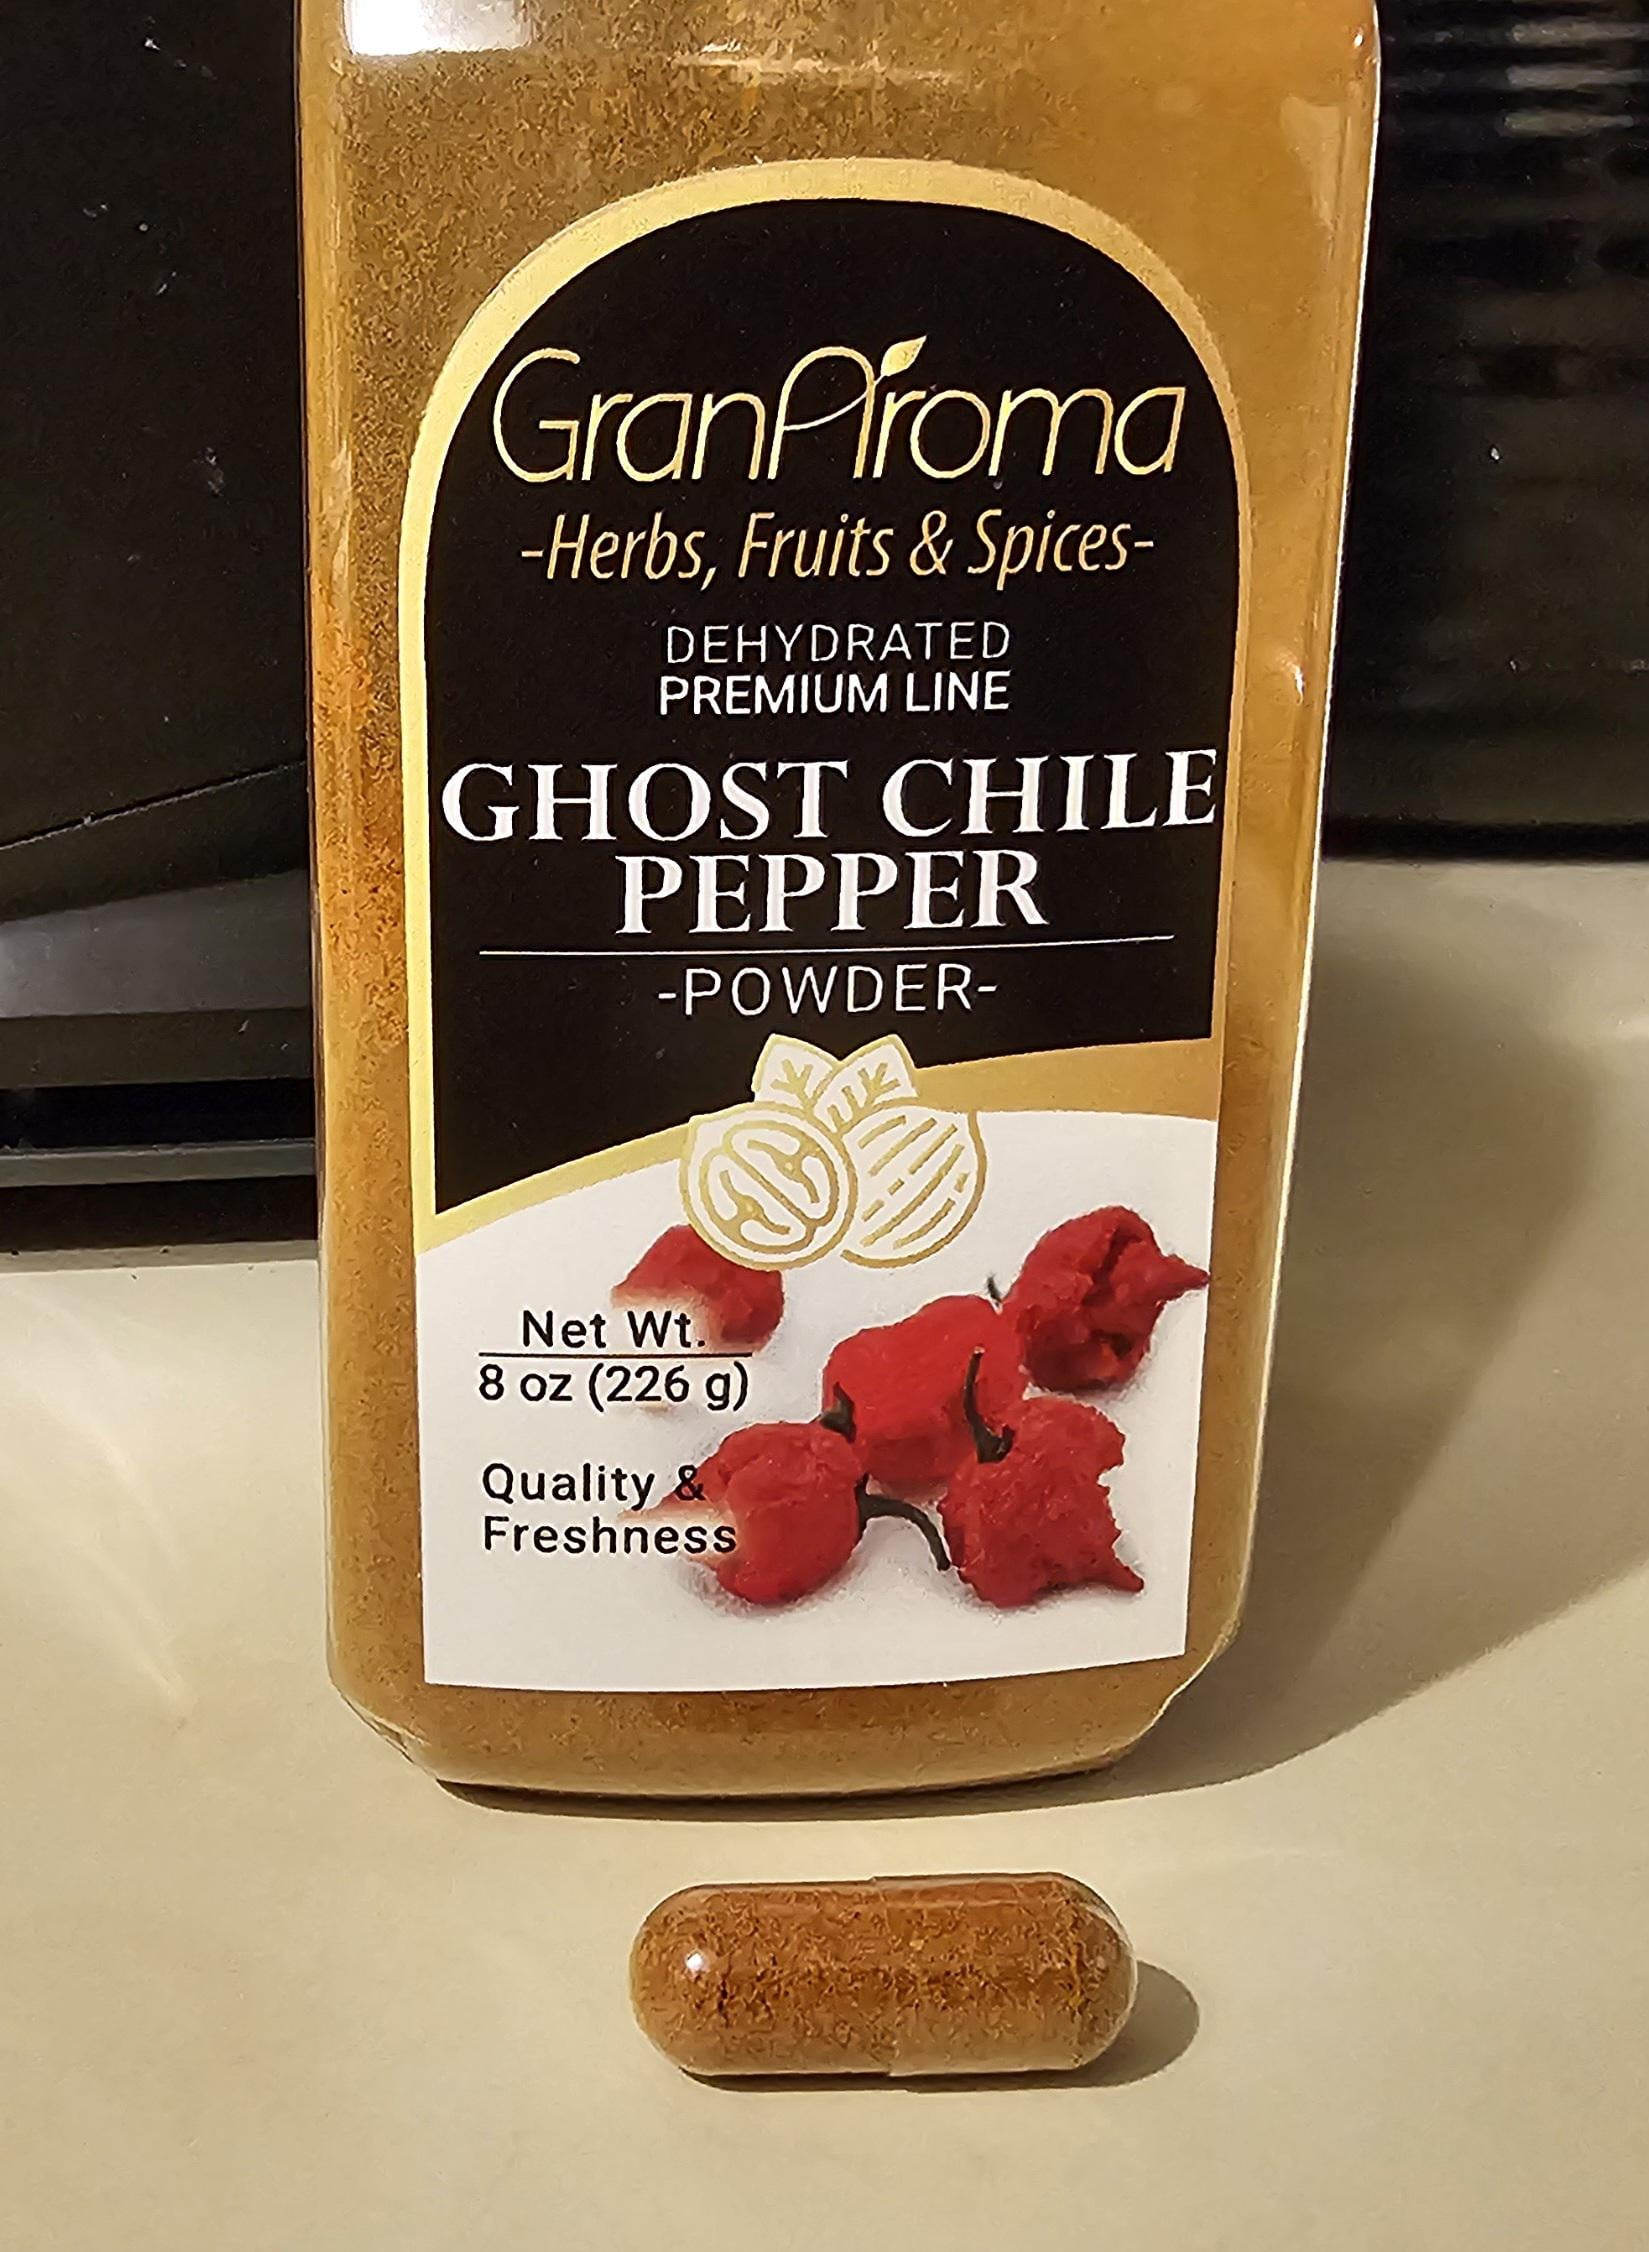 GranAroma
-Herbs, Fruits & Spices-
DEHYDRATED
PREMIUM LINE
GHOST CHILE
PEPPER
-POWDER-
Net Wt.
8 oz (226 g)
Quality &
Freshness